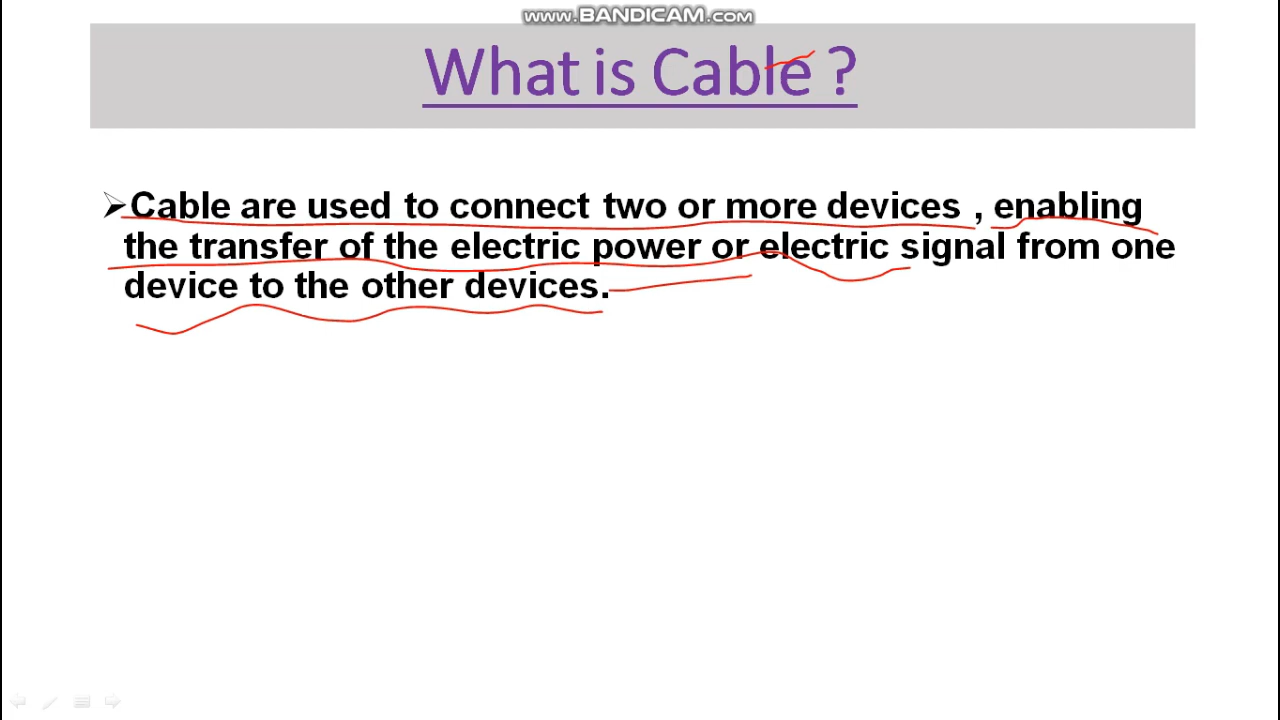 www.BANDICAM.com
What is Cable ?
➢Cable are used to connect two or more devices , enabling
the transfer of the electric power or electric signal from one
device to the other devices.